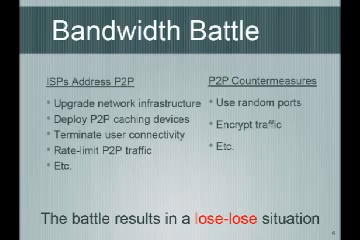 Bandwidth Battle
ISPs Address P2P
• Upgrade network infrastructure
• Deploy P2P caching devices
• Terminate user connectivity
• Rate-limit P2P traffic
• Etc.
P2P Countermeasures
• Use random ports
• Encrypt traffic
• Etc.
The battle results in a lose-lose situation